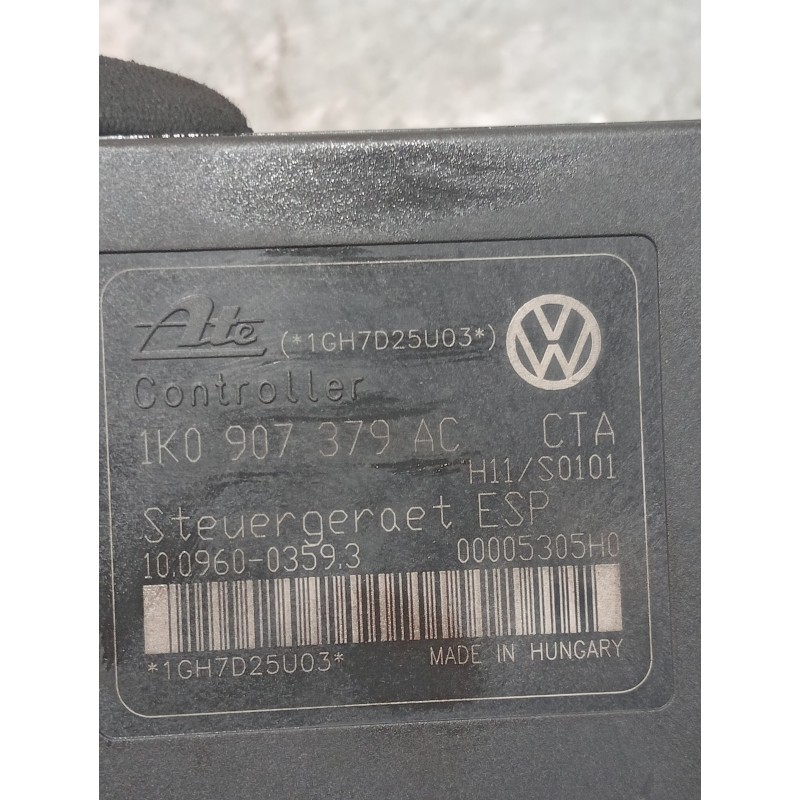 Ate (*1GH7D25U03*)
Controller
1K0 907 379 AC CTA
H11/S0101
Steuergeraet ESP
10.0960-0359.3 00005305H0
*1GH7D25U03* MADE IN HUNGARY